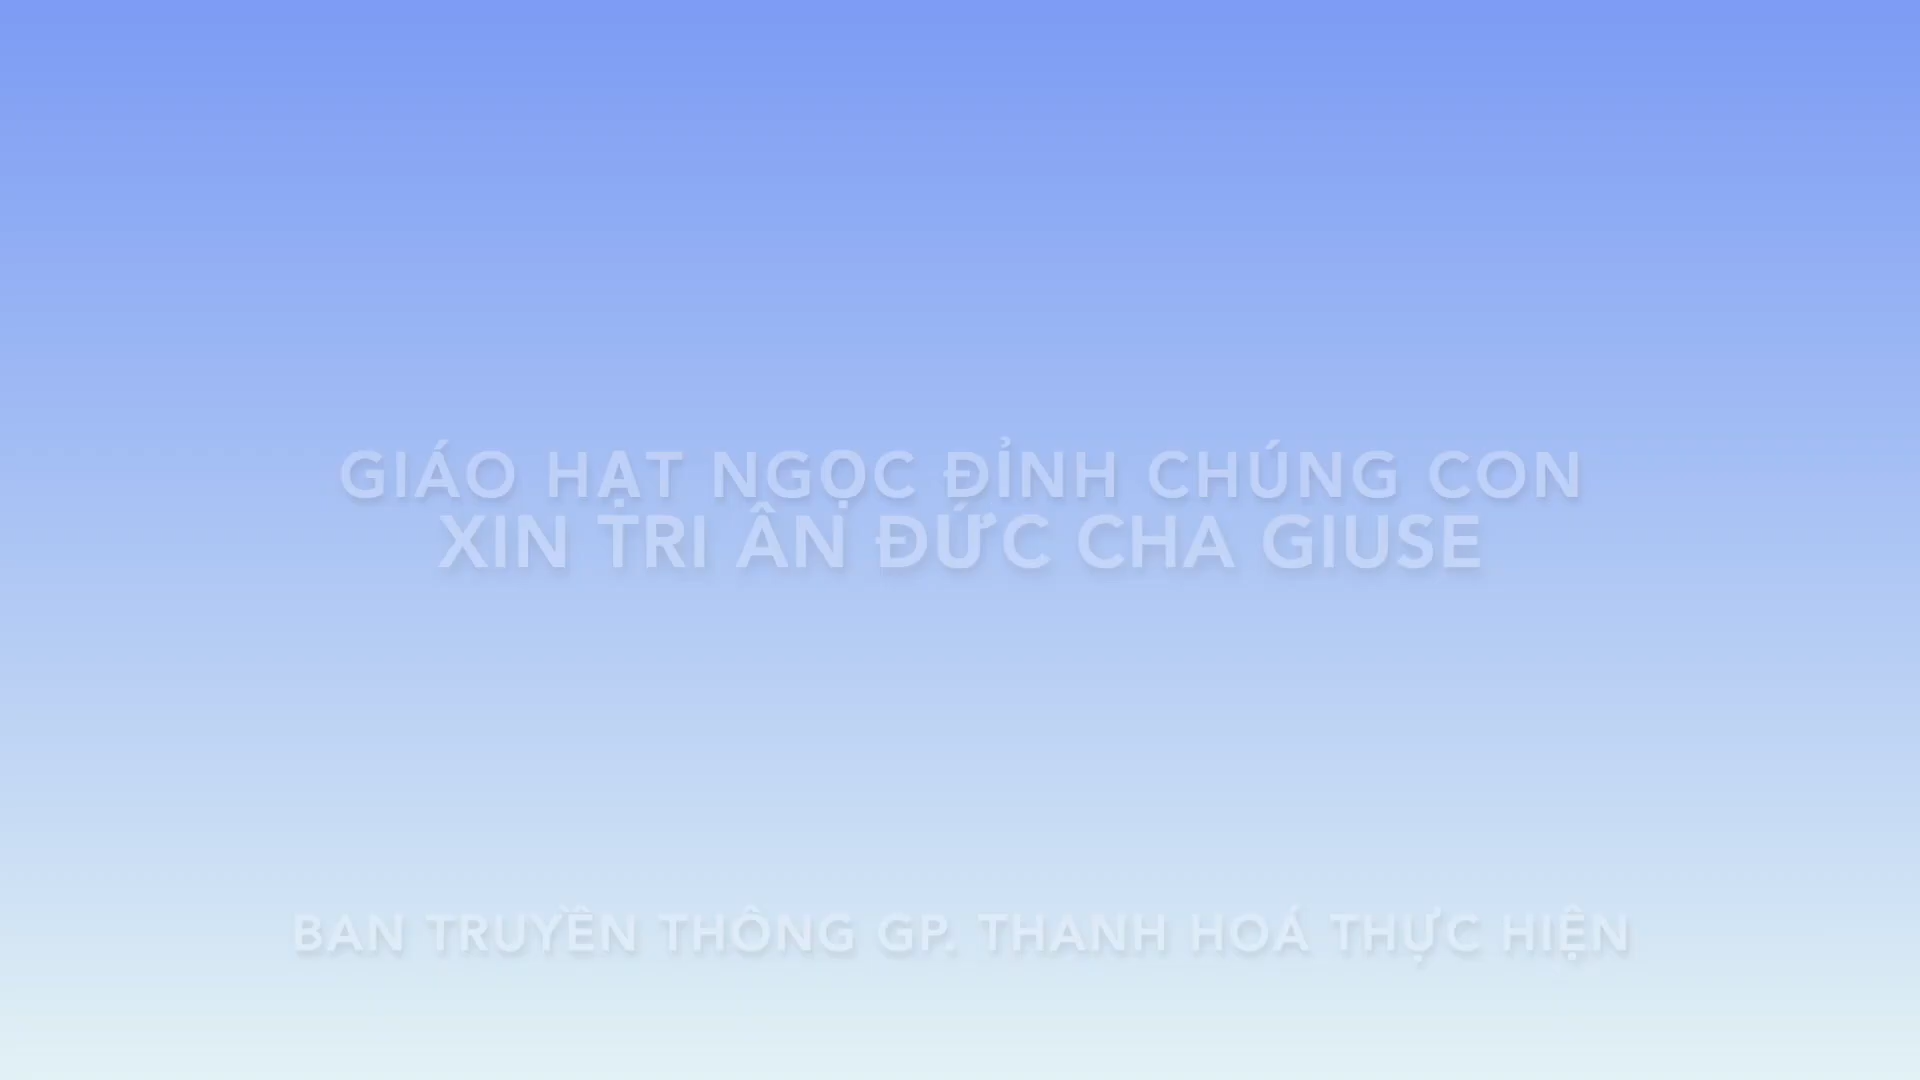 GIÁO HẠT NGỌC ĐỈNH CHÚNG CON
XIN TRI ÂN ĐỨC CHA GIUSE
BAN TRUYỀN THÔNG GP. THANH HOÁ THỰC HIỆN